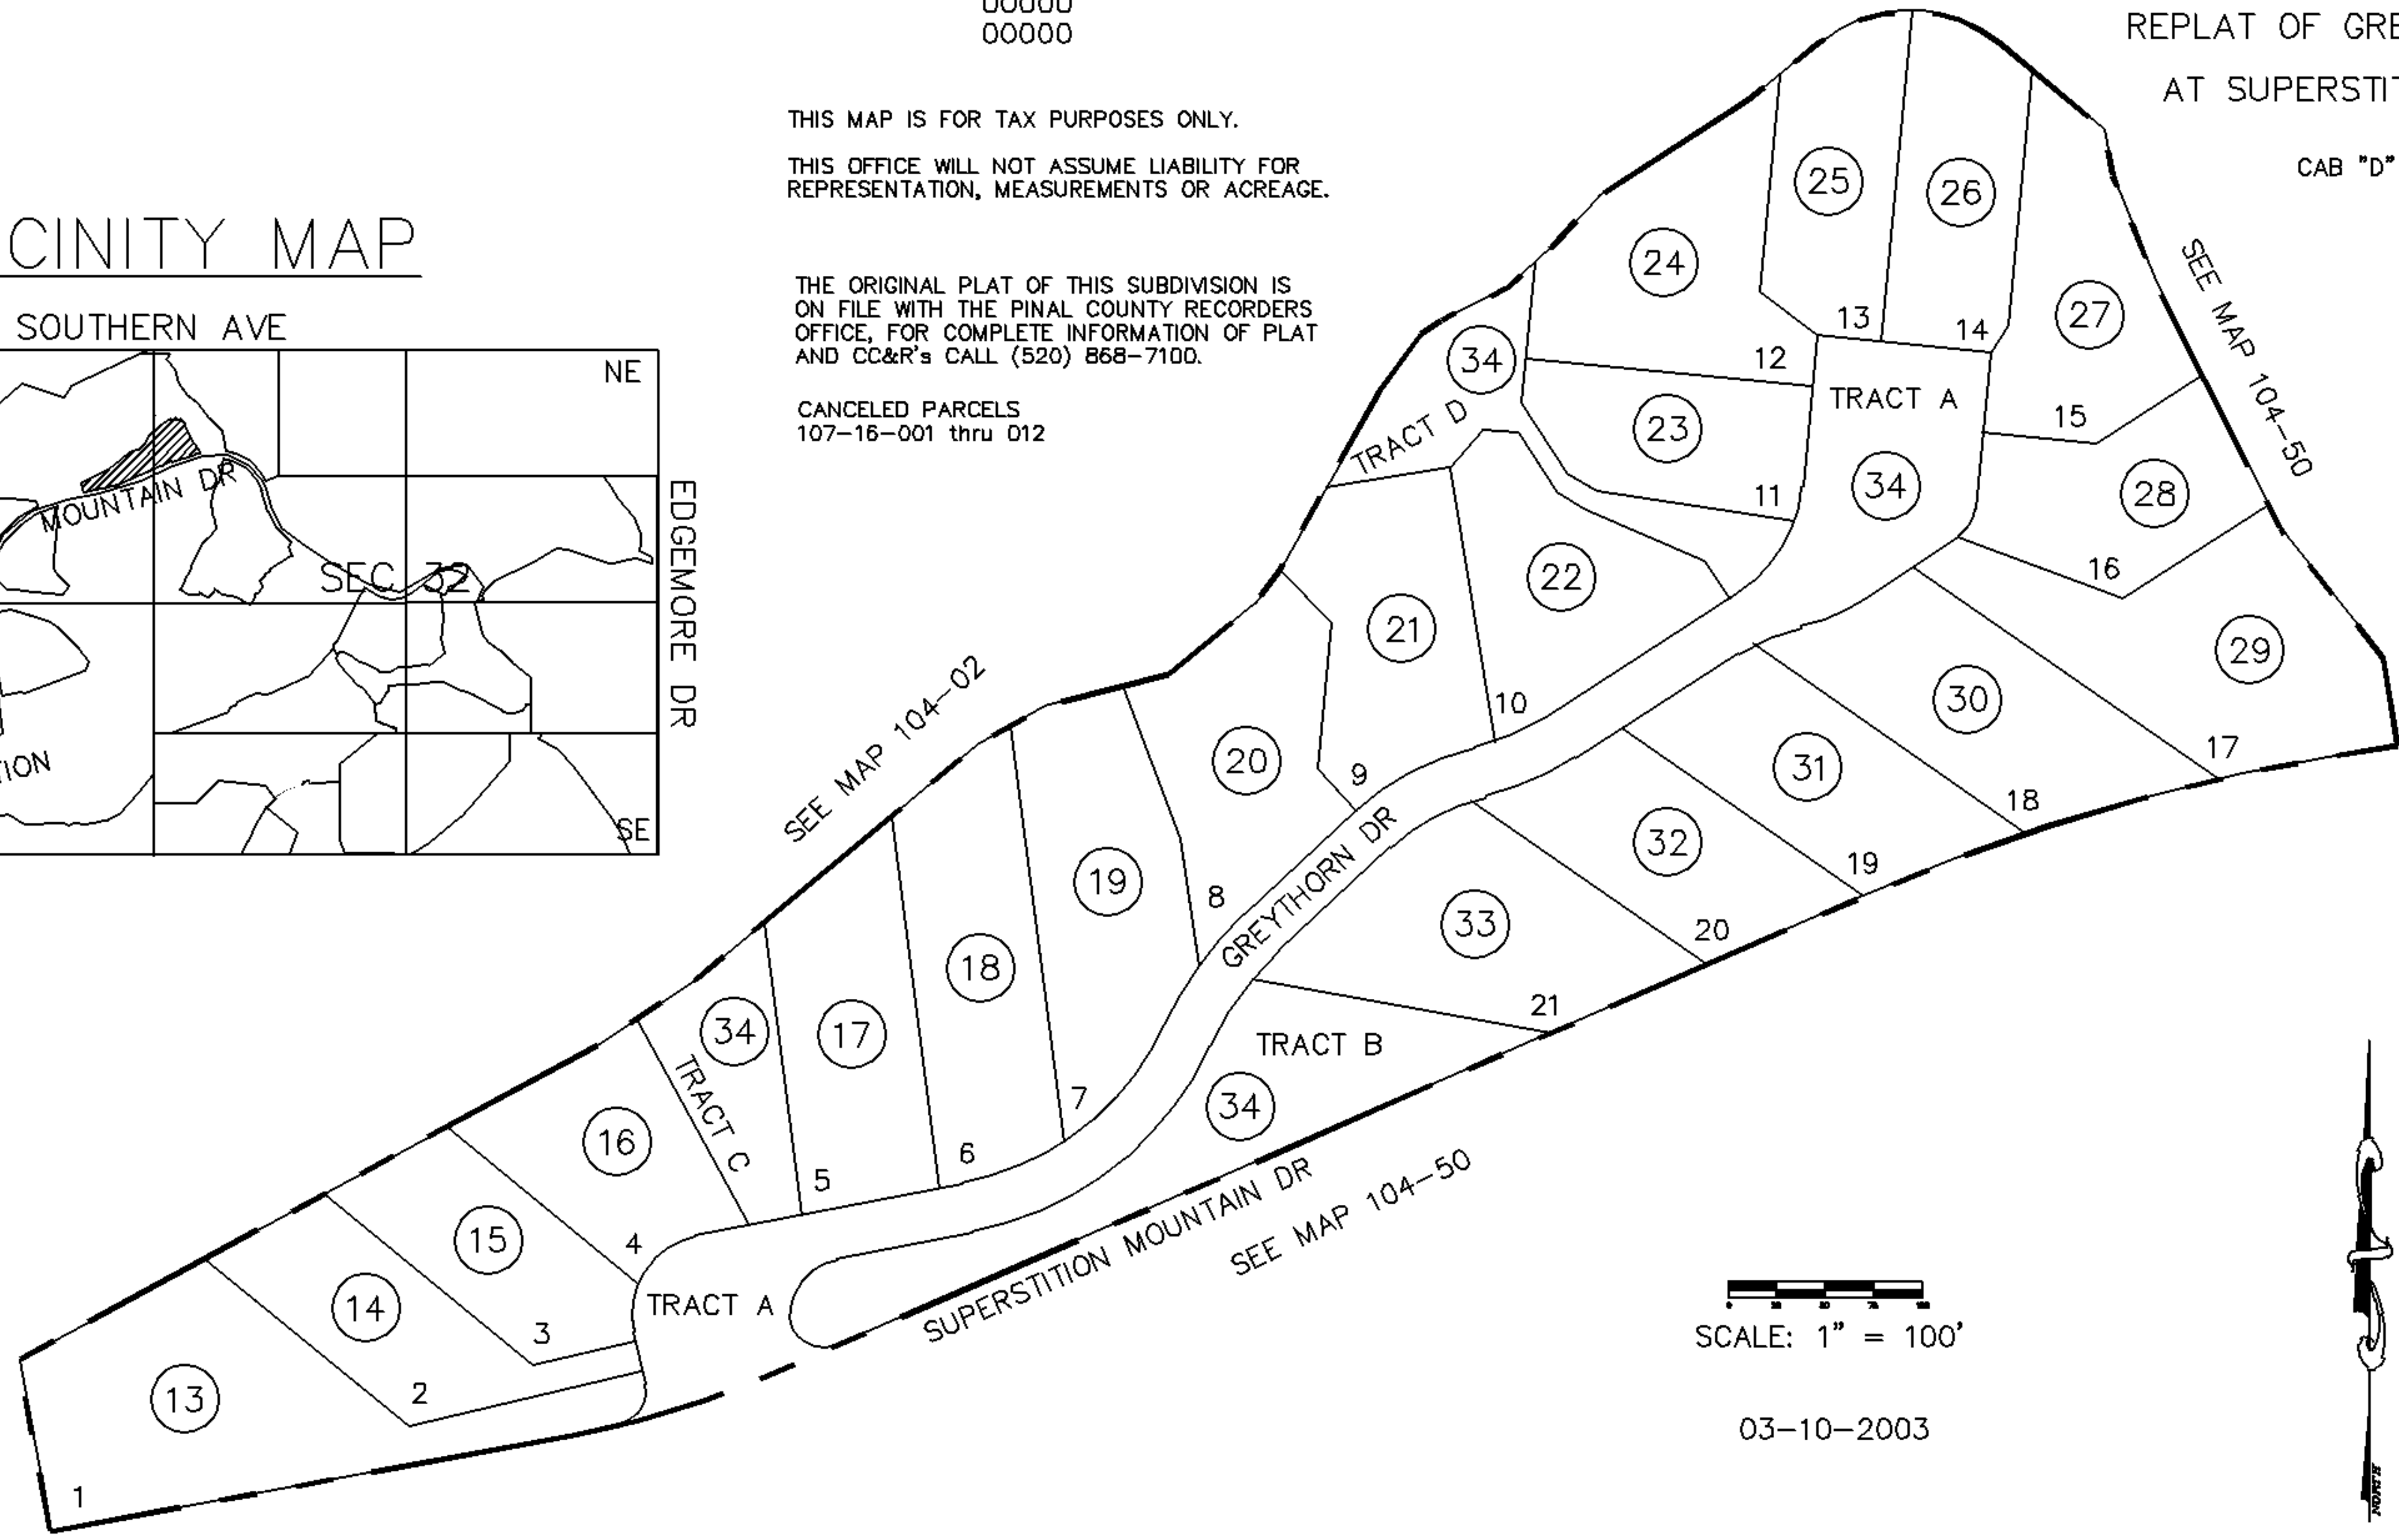 00000
00000
REPLAT OF GRE
AT SUPERSTIT
CAB "D"
THIS MAP IS FOR TAX PURPOSES ONLY.
THIS OFFICE WILL NOT ASSUME LIABILITY FOR
REPRESENTATION, MEASUREMENTS OR ACREAGE.
THE ORIGINAL PLAT OF THIS SUBDIVISION IS
ON FILE WITH THE PINAL COUNTY RECORDERS
OFFICE, FOR COMPLETE INFORMATION OF PLAT
AND CC&R's CALL (520) 868-7100.
CANCELED PARCELS
107-16-001 thru 012
CINITY MAP
SOUTHERN AVE
NE
MOUNTAIN DR
SEC 32
EDGEMORE DR
TION
SE
SEE MAP 104-02
SEE MAP 104-50
25
26
24
27
13
14
34
12
TRACT A
TRACT D
23
15
34
11
28
22
16
21
29
10
30
17
20
9
31
18
GREYTHORN DR
32
19
19
8
33
20
18
21
34
17
TRACT B
TRACT C
7
34
16
6
5
15
4
SUPERSTITION MOUNTAIN DR
SEE MAP 104-50
14
TRACT A
3
13
2
1
SCALE: 1" = 100'
03-10-2003
NORTH